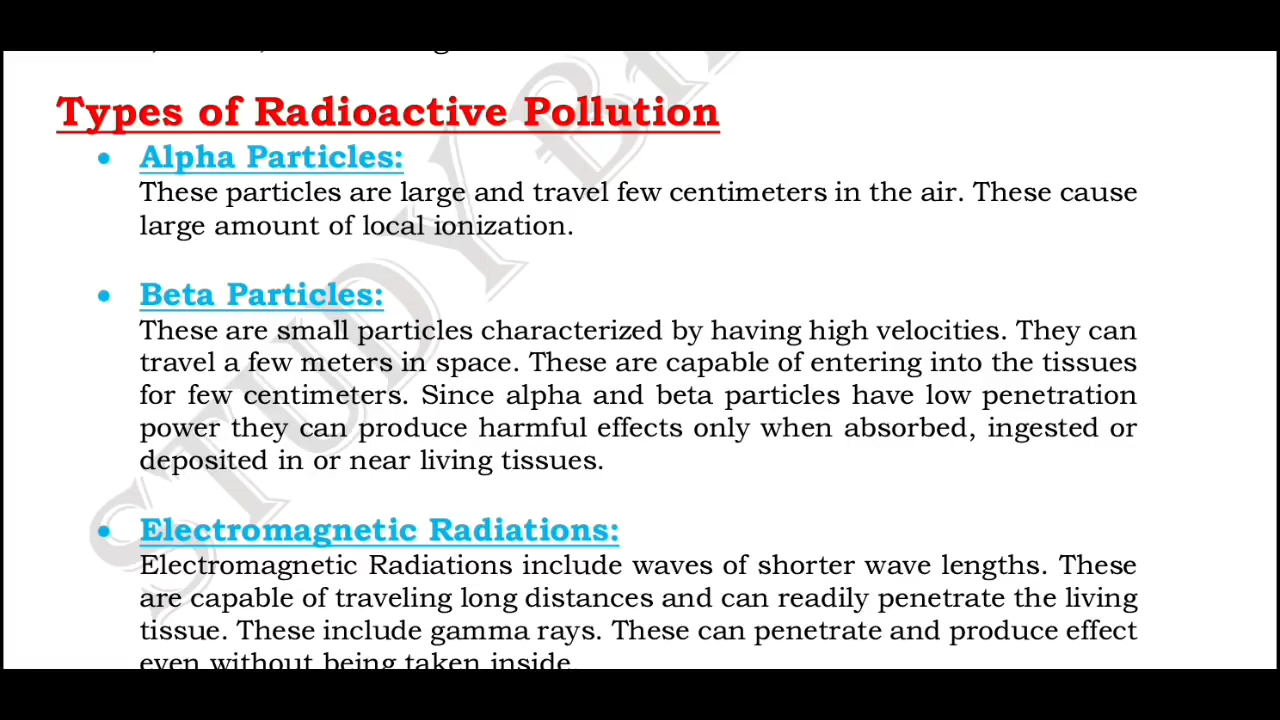 Types of Radioactive Pollution
• Alpha Particles:
These particles are large and travel few centimeters in the air. These cause
large amount of local ionization.
• Beta Particles:
These are small particles characterized by having high velocities. They can
travel a few meters in space. These are capable of entering into the tissues
for few centimeters. Since alpha and beta particles have low penetration
power they can produce harmful effects only when absorbed, ingested or
deposited in or near living tissues.
• Electromagnetic Radiations:
Electromagnetic Radiations include waves of shorter wave lengths. These
are capable of traveling long distances and can readily penetrate the living
tissue. These include gamma rays. These can penetrate and produce effect
even without being taken inside.
STUDY